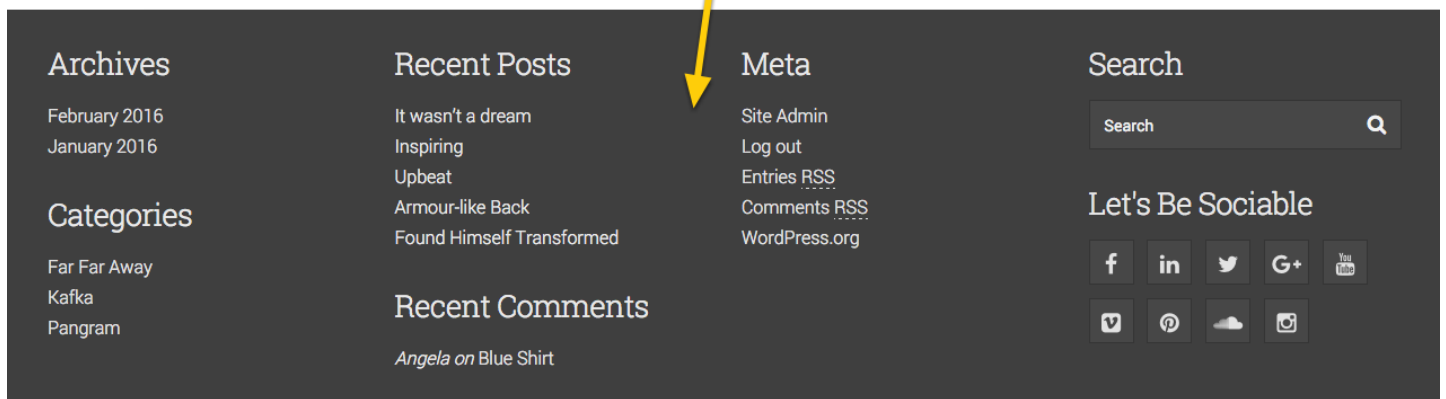 Archives
February 2016
January 2016
Categories
Far Far Away
Kafka
Pangram
Recent Posts
It wasn't a dream
Inspiring
Upbeat
Armour-like Back
Found Himself Transformed
Recent Comments
Angela on Blue Shirt
Meta
Site Admin
Log out
Entries RSS
Comments RSS
WordPress.org
Search
Search
Let's Be Sociable
f
in
G+
You
Tube